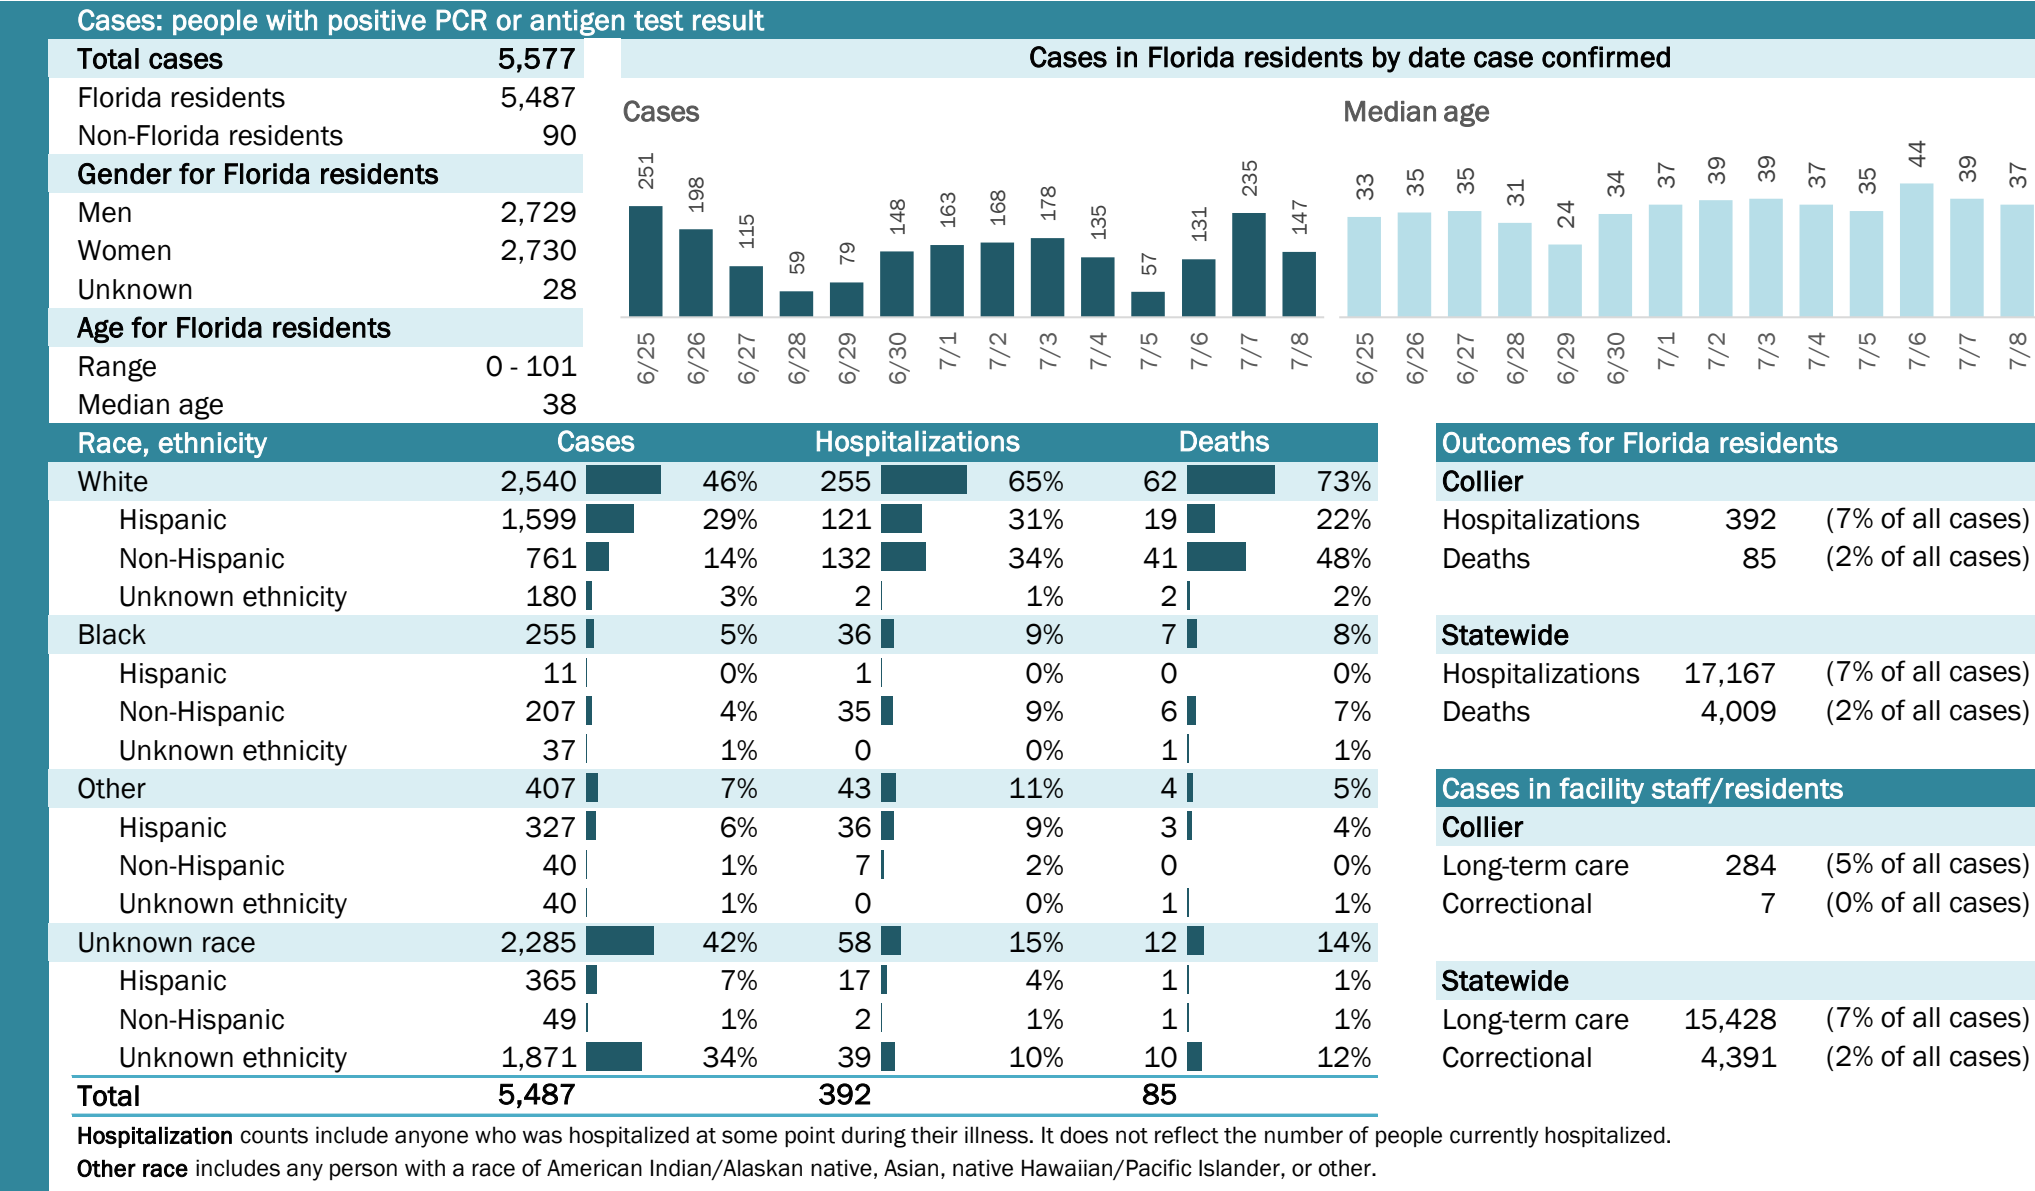 Cases: people with positive PCR or antigen test result
Total cases 5,577
Florida residents 5,487
Non-Florida residents 90
Gender for Florida residents
Men 2,729
Women 2,730
Unknown 28
Age for Florida residents
Range 0 - 101
Median age 38
Cases in Florida residents by date case confirmed
Cases
251 198 115 59 79 148 163 168 178 135 57 131 235 147
6/25 6/26 6/27 6/28 6/29 6/30 7/1 7/2 7/3 7/4 7/5 7/6 7/7 7/8
Median age
33 35 35 31 24 34 37 39 39 37 35 44 39 37
6/25 6/26 6/27 6/28 6/29 6/30 7/1 7/2 7/3 7/4 7/5 7/6 7/7 7/8
Race, ethnicity Cases Hospitalizations Deaths
White 2,540 46% 255 65% 62 73%
Hispanic 1,599 29% 121 31% 19 22%
Non-Hispanic 761 14% 132 34% 41 48%
Unknown ethnicity 180 3% 2 1% 2 2%
Black 255 5% 36 9% 7 8%
Hispanic 11 0% 1 0% 0 0%
Non-Hispanic 207 4% 35 9% 6 7%
Unknown ethnicity 37 1% 0 0% 1 1%
Other 407 7% 43 11% 4 5%
Hispanic 327 6% 36 9% 3 4%
Non-Hispanic 40 1% 7 2% 0 0%
Unknown ethnicity 40 1% 0 0% 1 1%
Unknown race 2,285 42% 58 15% 12 14%
Hispanic 365 7% 17 4% 1 1%
Non-Hispanic 49 1% 2 1% 1 1%
Unknown ethnicity 1,871 34% 39 10% 10 12%
Total 5,487 392 85
Outcomes for Florida residents
Collier
Hospitalizations 392 (7% of all cases)
Deaths 85 (2% of all cases)
Statewide
Hospitalizations 17,167 (7% of all cases)
Deaths 4,009 (2% of all cases)
Cases in facility staff/residents
Collier
Long-term care 284 (5% of all cases)
Correctional 7 (0% of all cases)
Statewide
Long-term care 15,428 (7% of all cases)
Correctional 4,391 (2% of all cases)
Hospitalization counts include anyone who was hospitalized at some point during their illness. It does not reflect the number of people currently hospitalized.
Other race includes any person with a race of American Indian/Alaskan native, Asian, native Hawaiian/Pacific Islander, or other.